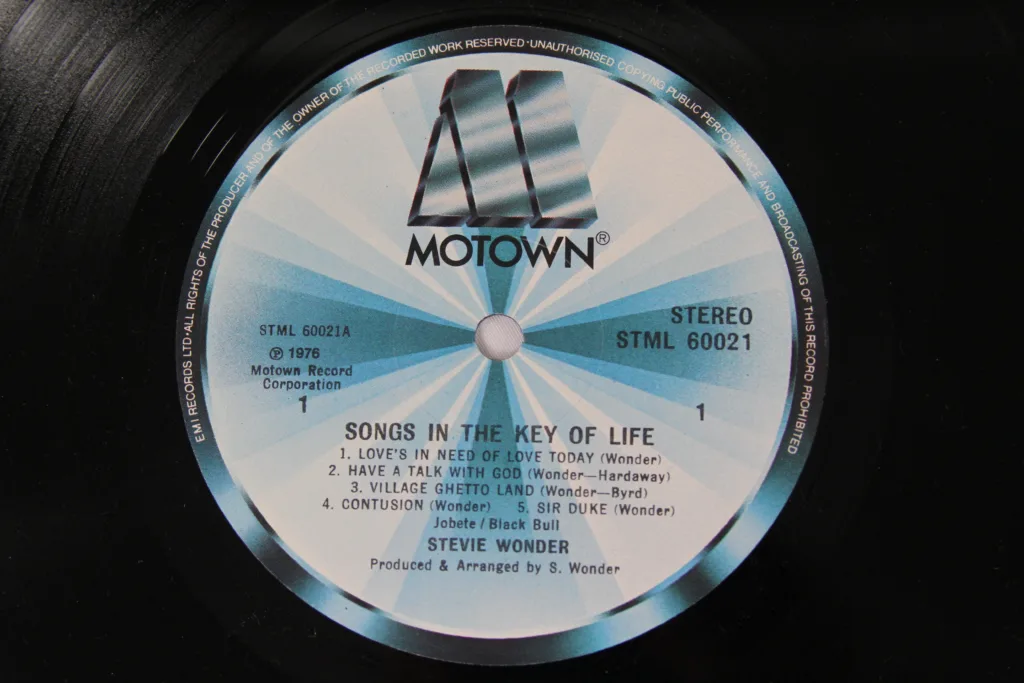 EMI RECORDS LTD·ALL RIGHTS OF THE PRODUCER AND OF THE OWNER OF THE RECORDED WORK RESERVED·UNAUTHORISED COPYING PUBLIC PERFORMANCE AND BROADCASTING OF THIS RECORD PROHIBITED
MOTOWN®
STEREO
STML 60021
STML 60021A
Ⓟ 1976
Motown Record
Corporation
1
1
SONGS IN THE KEY OF LIFE
1. LOVE'S IN NEED OF LOVE TODAY (Wonder)
2. HAVE A TALK WITH GOD (Wonder—Hardaway)
3. VILLAGE GHETTO LAND (Wonder—Byrd)
4. CONTUSION (Wonder) 5. SIR DUKE (Wonder)
Jobete/Black Bull
STEVIE WONDER
Produced & Arranged by S. Wonder